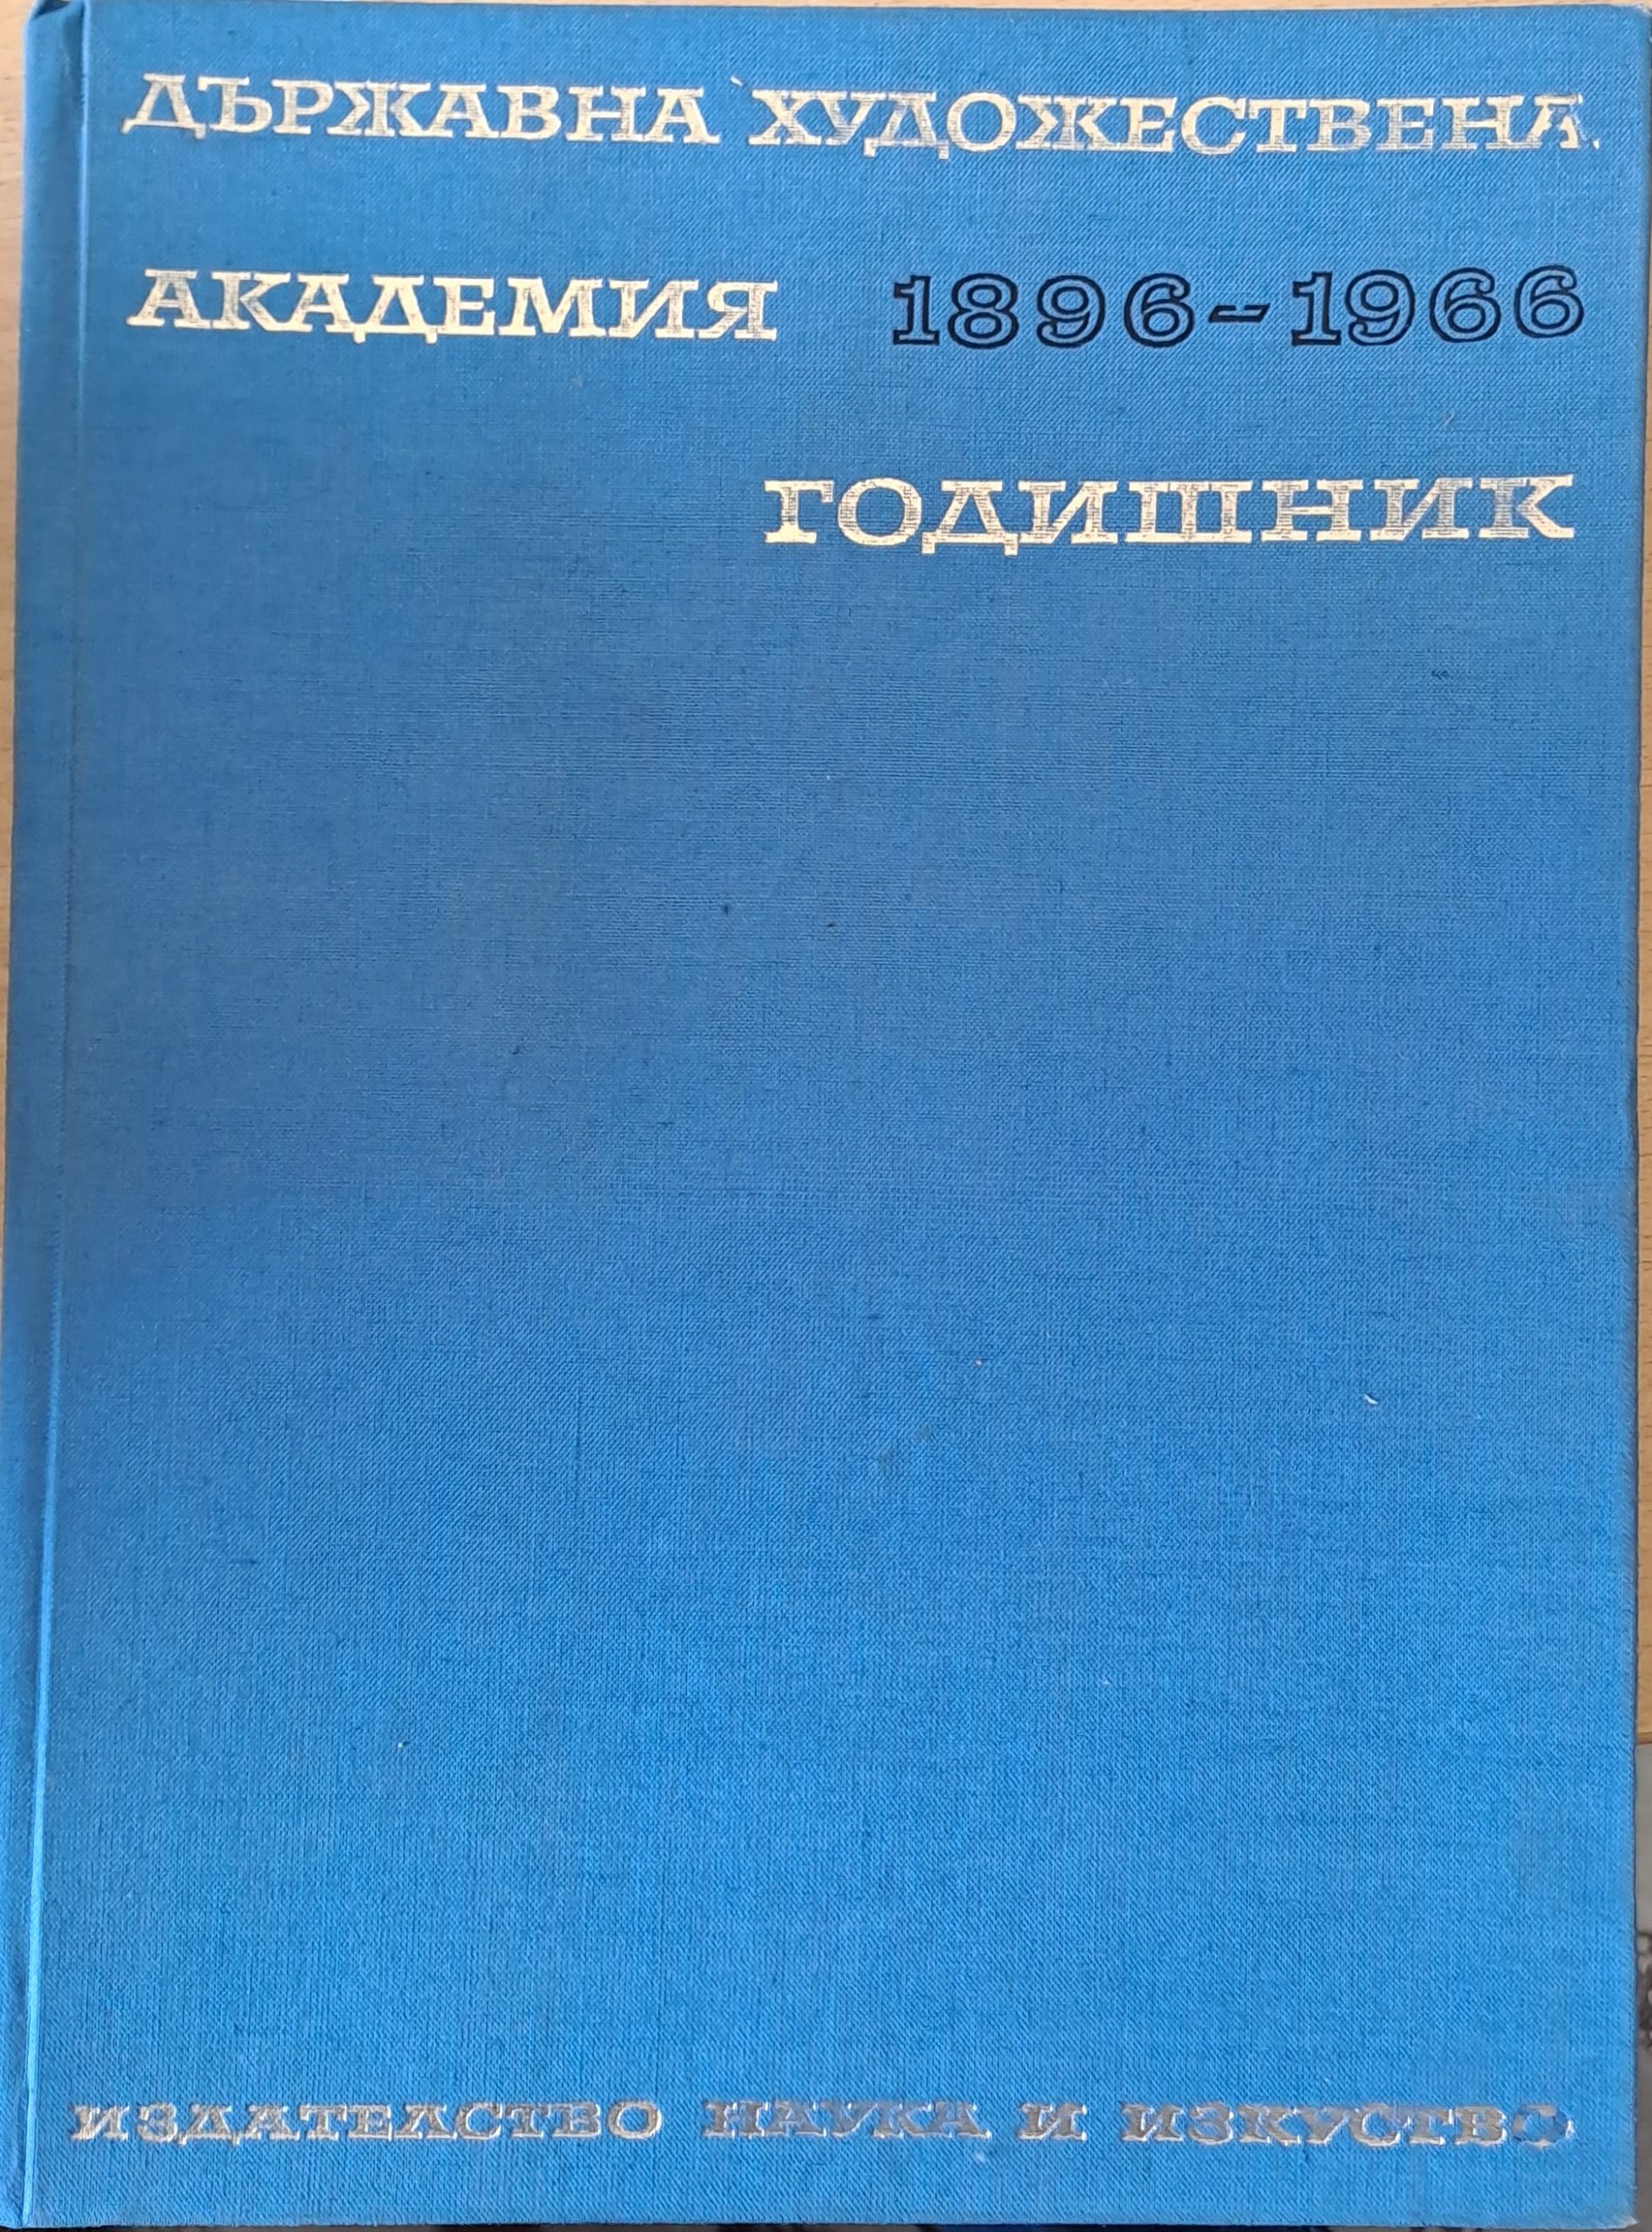 ДЪРЖАВНА ХУДОЖЕСТВЕНА
АКАДЕМИЯ 1896-1966
ГОДИШНИК
ИЗДАТЕЛСТВО НАУКА И ИЗКУСТВО